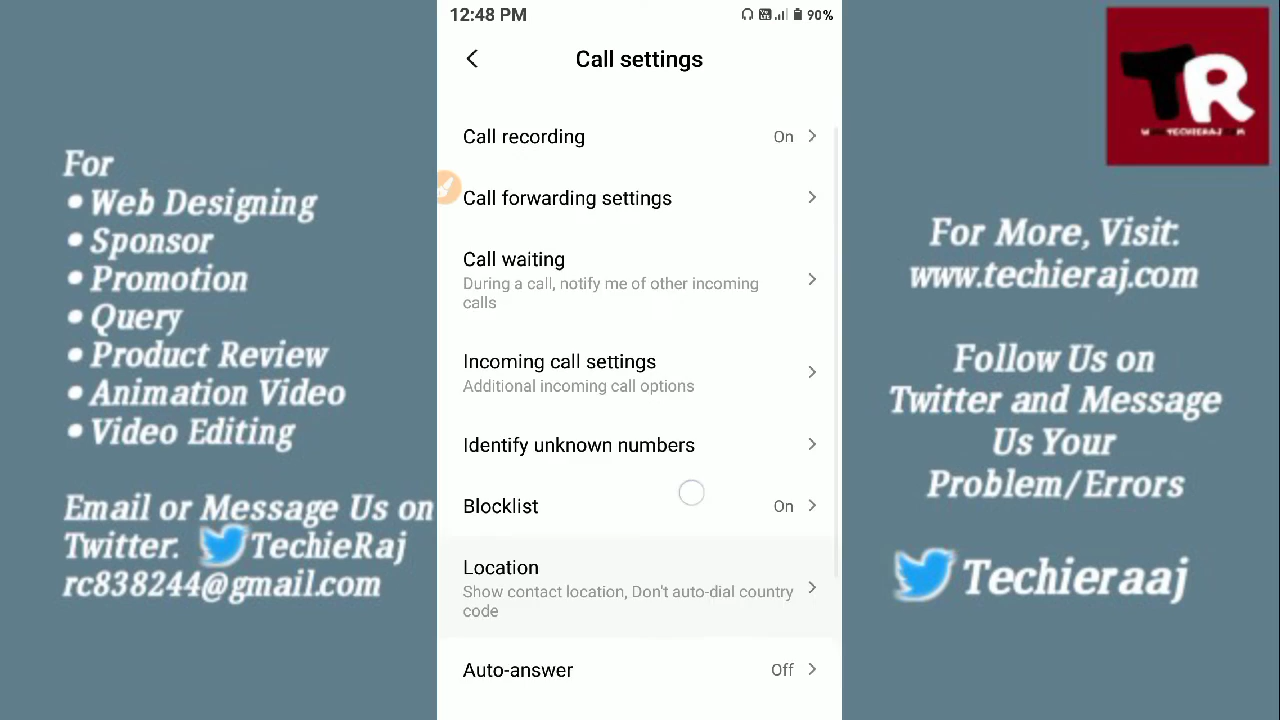 12:48 PM
90%
Call settings
Call recording
On
Call forwarding settings
Call waiting
During a call, notify me of other incoming
calls
Incoming call settings
Additional incoming call options
Identify unknown numbers
Blocklist
On
Location
Show contact location, Don't auto-dial country
code
Auto-answer
Off
For
• Web Designing
• Sponsor
• Promotion
• Query
• Product Review
• Animation Video
• Video Editing
Email or Message Us on
Twitter. TechieRaj
rc838244@gmail.com
TR
For More, Visit:
www.techieraj.com
Follow Us on
Twitter and Message
Us Your
Problem/Errors
Techieraaj